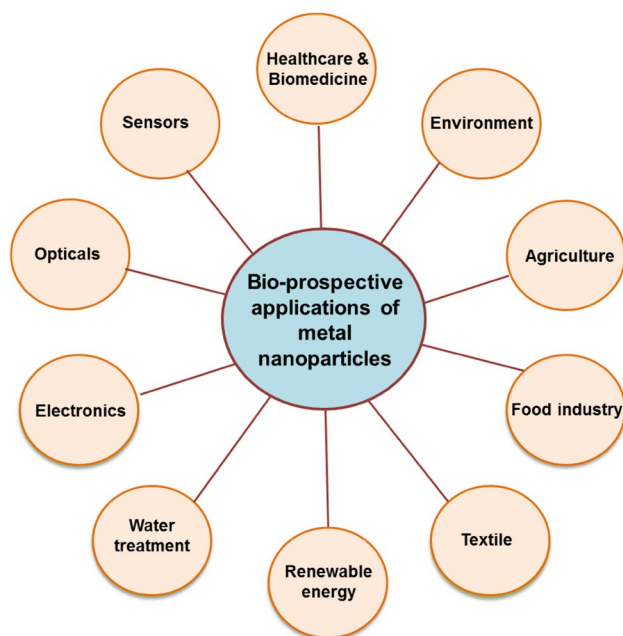 Bio-prospective
applications of
metal
nanoparticles
Healthcare &
Biomedicine
Environment
Agriculture
Food industry
Textile
Renewable
energy
Water
treatment
Electronics
Opticals
Sensors